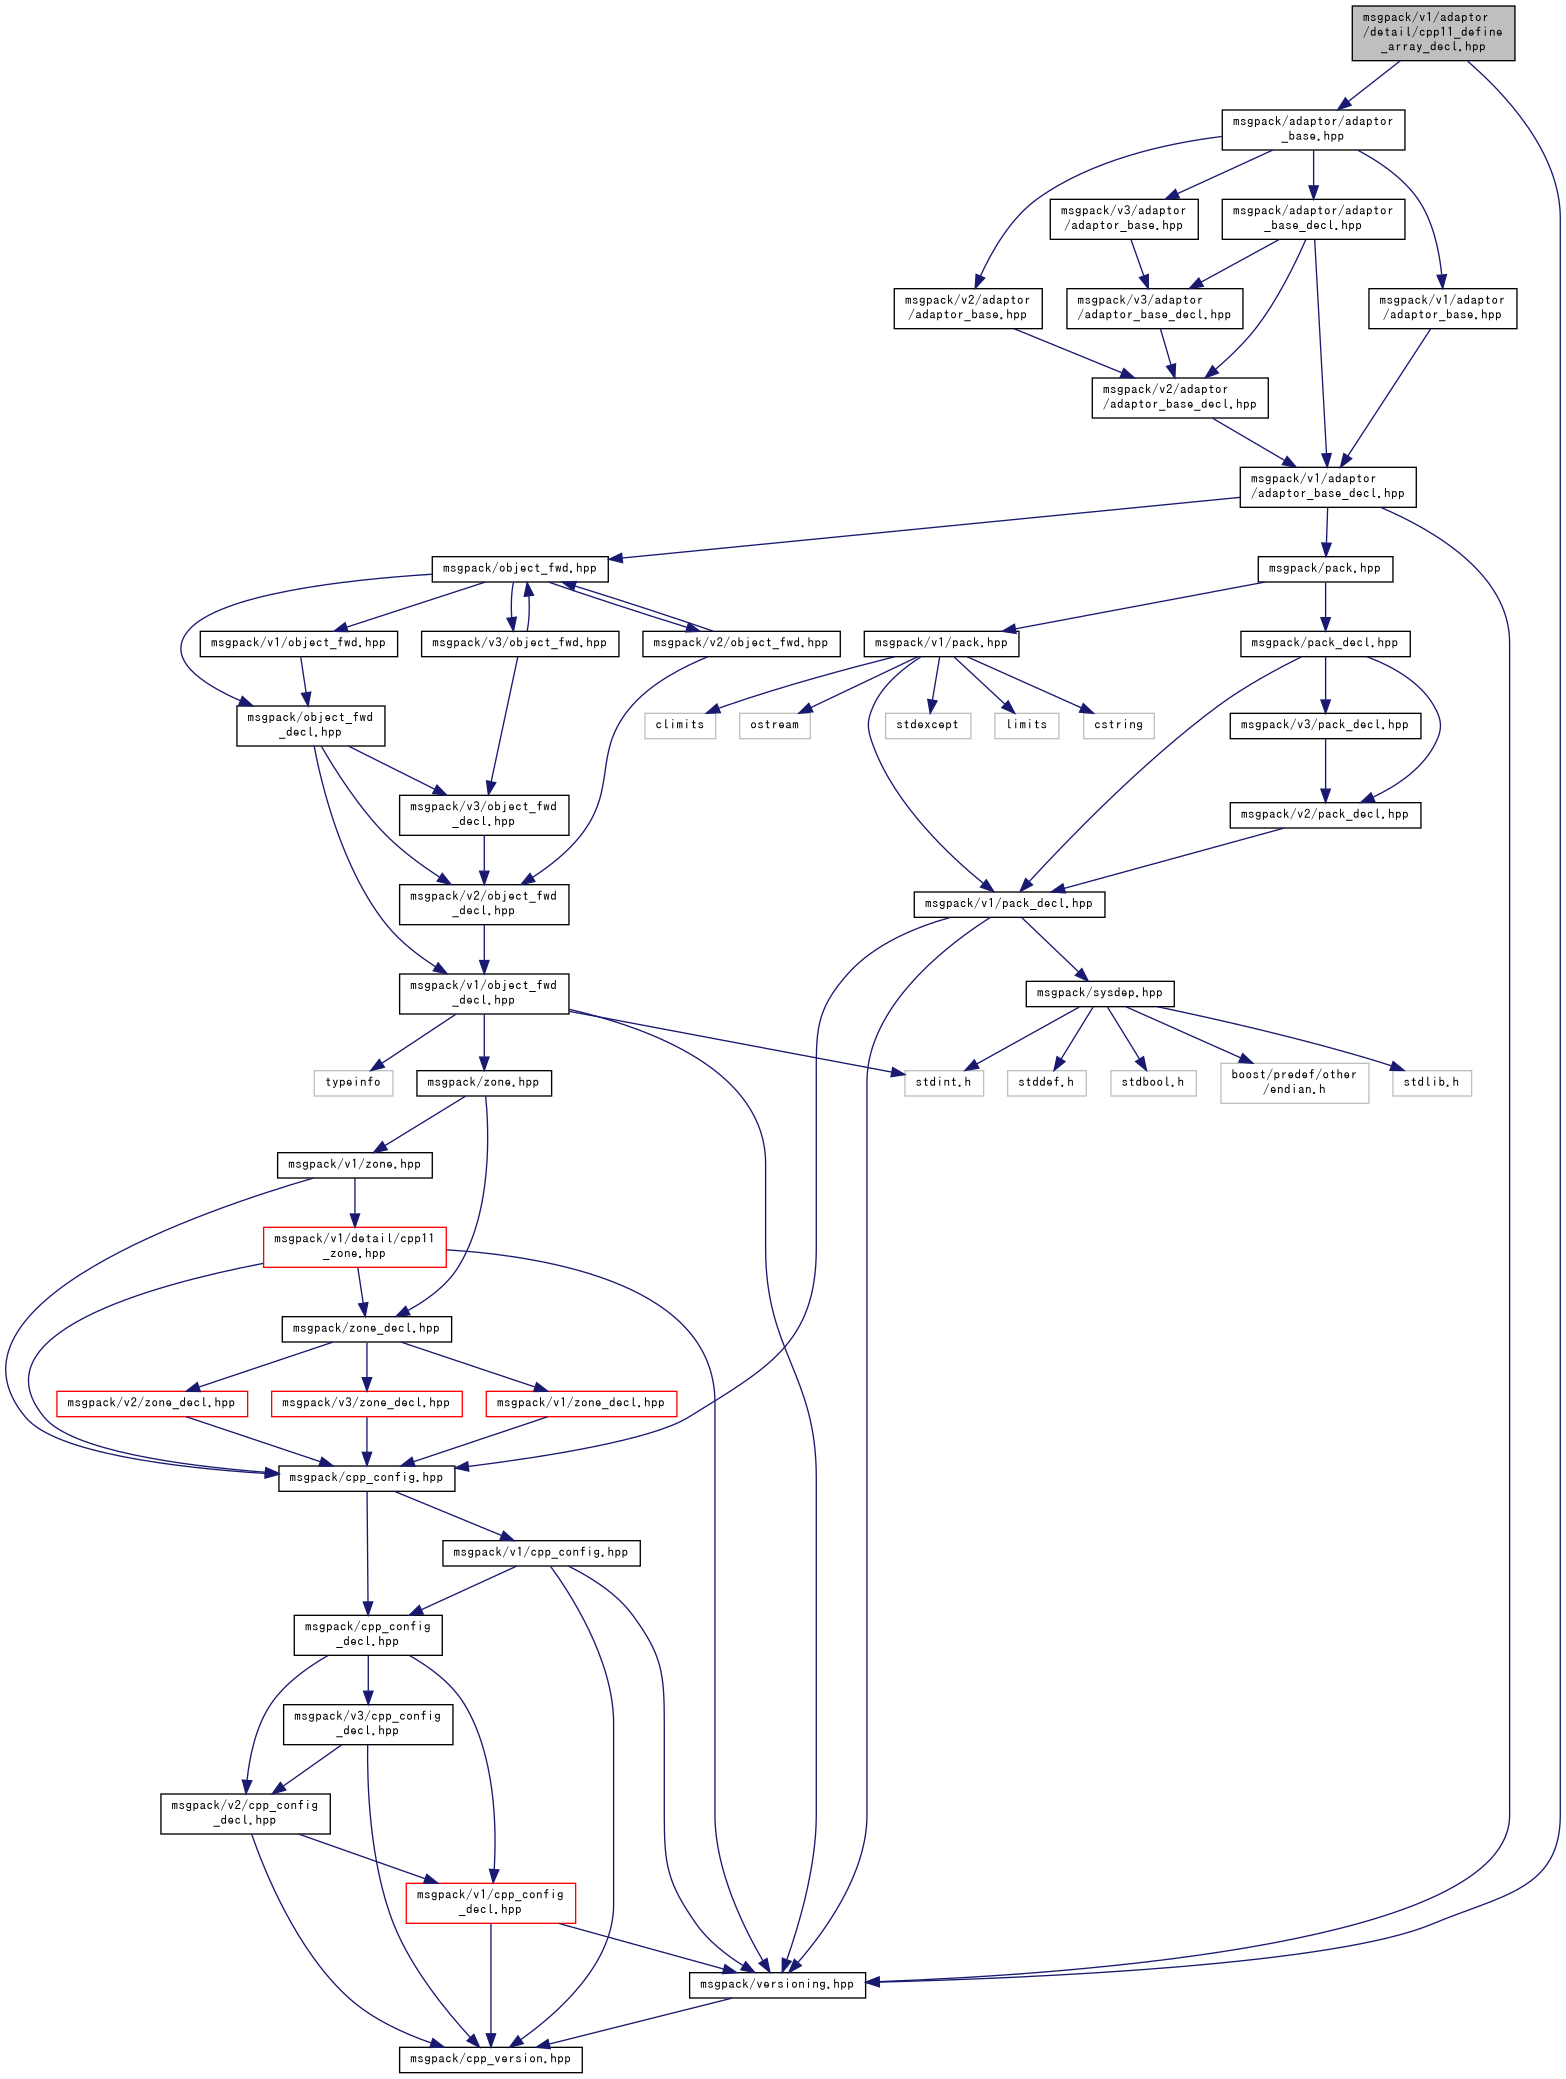 msgpack/v1/adaptor
/detail/cpp11_define
_array_decl.hpp
msgpack/adaptor/adaptor
_base.hpp
msgpack/v3/adaptor
/adaptor_base.hpp
msgpack/adaptor/adaptor
_base_decl.hpp
msgpack/v2/adaptor
/adaptor_base.hpp
msgpack/v3/adaptor
/adaptor_base_decl.hpp
msgpack/v1/adaptor
/adaptor_base.hpp
msgpack/v2/adaptor
/adaptor_base_decl.hpp
msgpack/v1/adaptor
/adaptor_base_decl.hpp
msgpack/object_fwd.hpp
msgpack/pack.hpp
msgpack/v1/object_fwd.hpp
msgpack/v3/object_fwd.hpp
msgpack/v2/object_fwd.hpp
msgpack/v1/pack.hpp
msgpack/pack_decl.hpp
msgpack/object_fwd
_decl.hpp
climits
ostream
stdexcept
limits
cstring
msgpack/v3/pack_decl.hpp
msgpack/v3/object_fwd
_decl.hpp
msgpack/v2/pack_decl.hpp
msgpack/v2/object_fwd
_decl.hpp
msgpack/v1/pack_decl.hpp
msgpack/v1/object_fwd
_decl.hpp
msgpack/sysdep.hpp
typeinfo
msgpack/zone.hpp
stdint.h
stddef.h
stdbool.h
boost/predef/other
/endian.h
stdlib.h
msgpack/v1/zone.hpp
msgpack/v1/detail/cpp11
_zone.hpp
msgpack/zone_decl.hpp
msgpack/v2/zone_decl.hpp
msgpack/v3/zone_decl.hpp
msgpack/v1/zone_decl.hpp
msgpack/cpp_config.hpp
msgpack/v1/cpp_config.hpp
msgpack/cpp_config
_decl.hpp
msgpack/v3/cpp_config
_decl.hpp
msgpack/v2/cpp_config
_decl.hpp
msgpack/v1/cpp_config
_decl.hpp
msgpack/versioning.hpp
msgpack/cpp_version.hpp